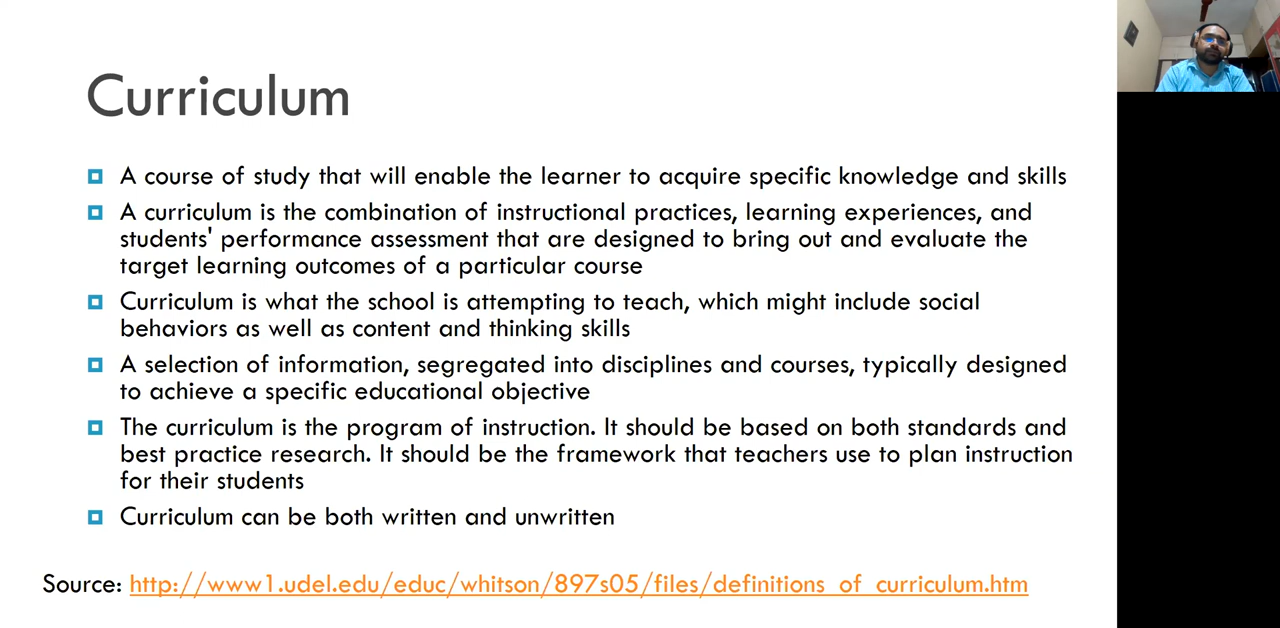 Curriculum
A course of study that will enable the learner to acquire specific knowledge and skills
A curriculum is the combination of instructional practices, learning experiences, and
students' performance assessment that are designed to bring out and evaluate the
target learning outcomes of a particular course
Curriculum is what the school is attempting to teach, which might include social
behaviors as well as content and thinking skills
A selection of information, segregated into disciplines and courses, typically designed
to achieve a specific educational objective
The curriculum is the program of instruction. It should be based on both standards and
best practice research. It should be the framework that teachers use to plan instruction
for their students
Curriculum can be both written and unwritten
Source: http://www1.udel.edu/educ/whitson/897s05/files/definitions_of_curriculum.htm